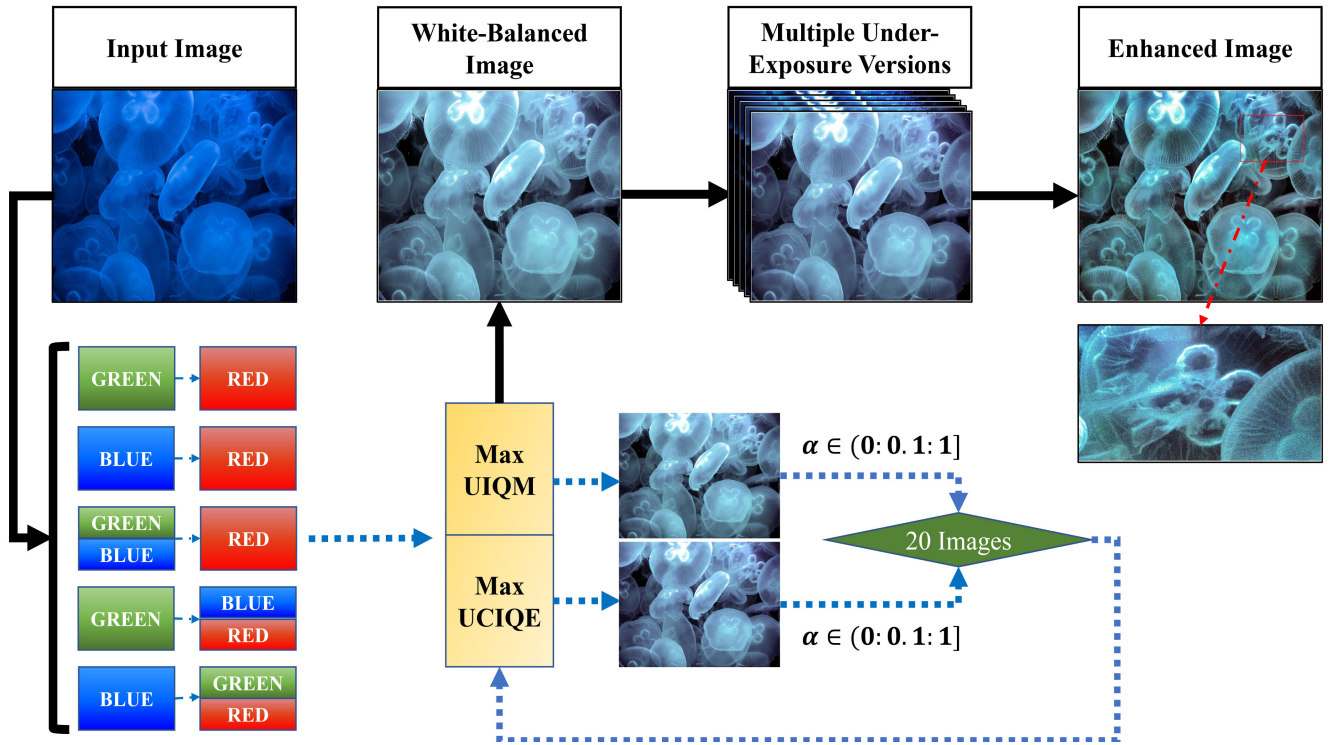 Input Image
White-Balanced
Image
Multiple Under-
Exposure Versions
Enhanced Image
GREEN
RED
BLUE
RED
GREEN
BLUE
RED
GREEN
BLUE
RED
BLUE
GREEN
RED
Max
UIQM
Max
UCIQE
α ∈ (0: 0.1: 1]
20 Images
α ∈ (0: 0.1: 1]